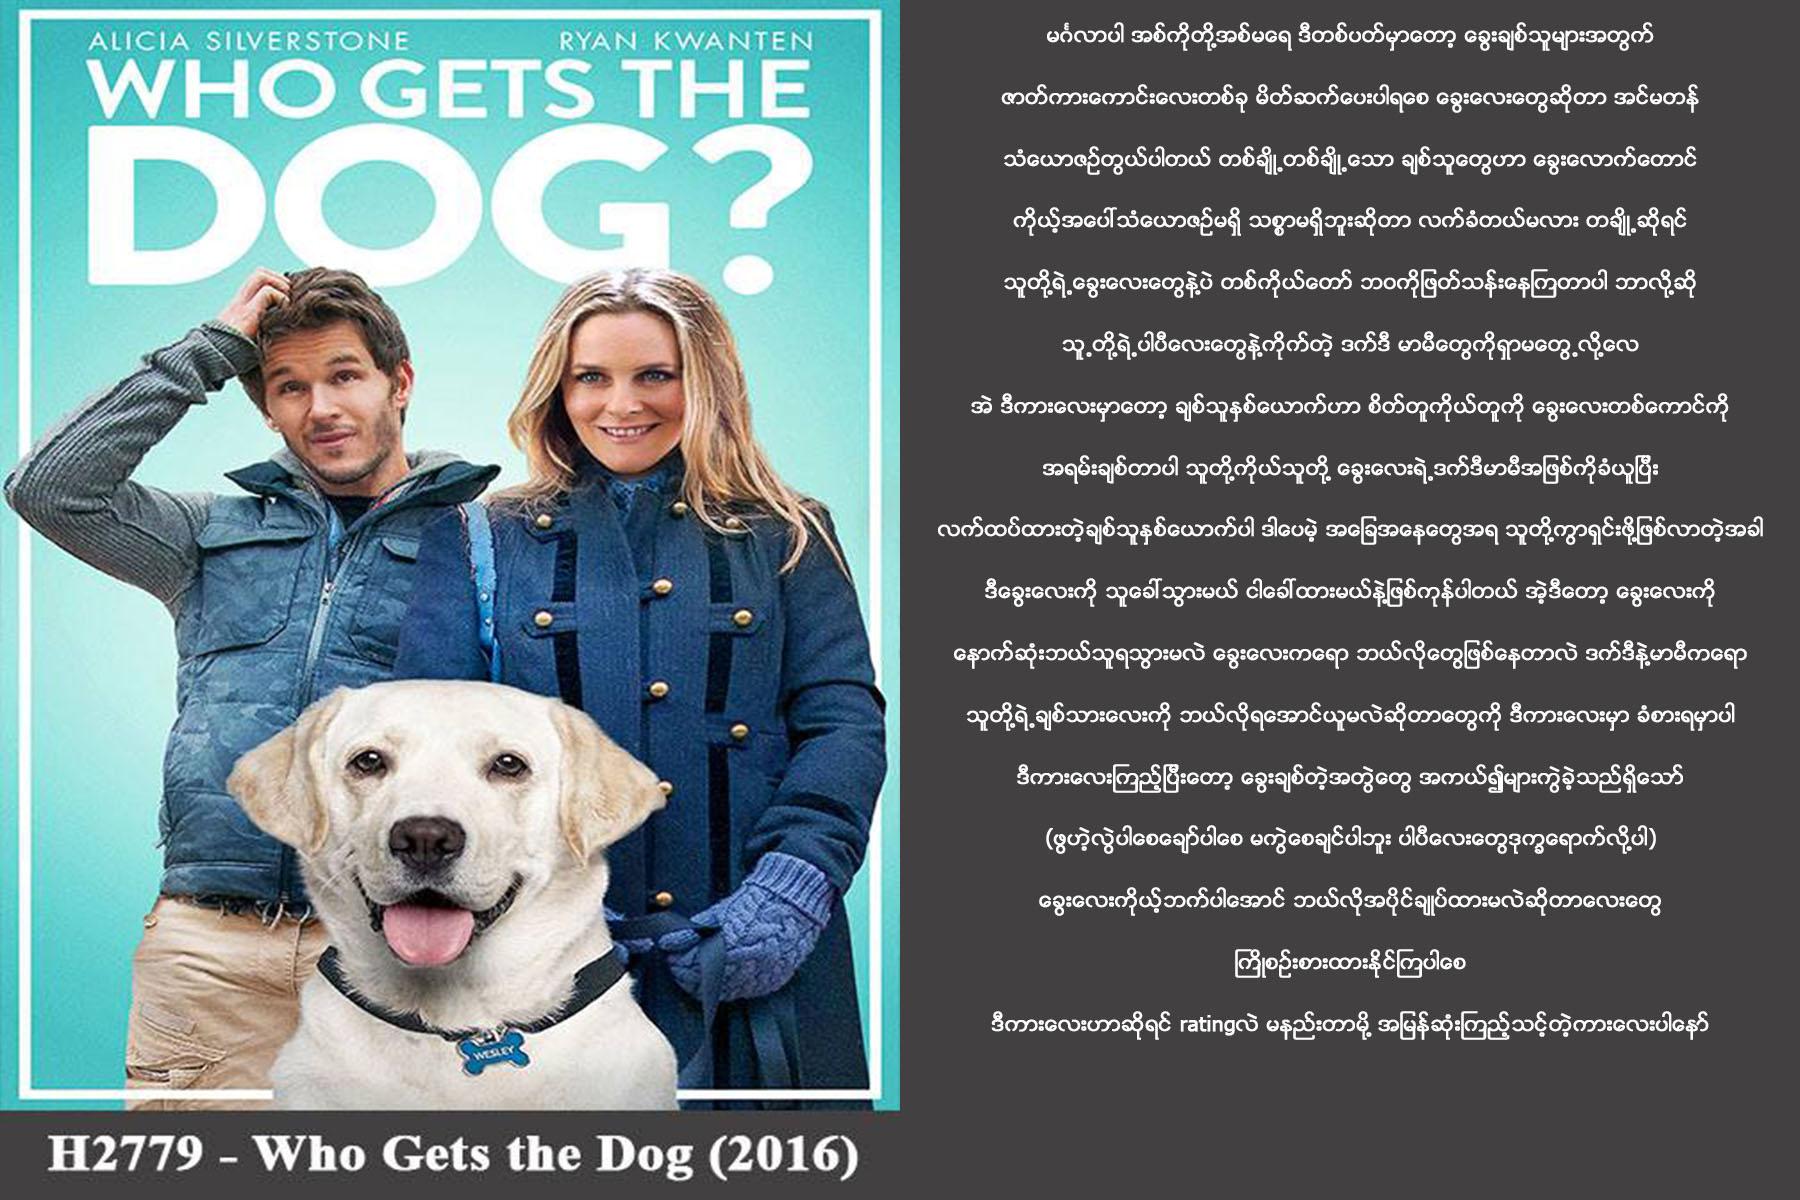 ALICIA SILVERSTONE RYAN KWANTEN
WHO GETS THE
DOG?
WESLEY
H2779 - Who Gets the Dog (2016)
မင်္ဂလာပါ အစ်ကိုတို့အစ်မရေ ဒီတစ်ပတ်မှာတော့ ခွေးချစ်သူများအတွက်
ဇာတ်ကားကောင်းလေးတစ်ခု မိတ်ဆက်ပေးပါရစေ ခွေးလေးတွေဆိုတာ အင်မတန်
သံယောဇဉ်တွယ်ပါတယ် တစ်ချို့တစ်ချို့သော ချစ်သူတွေဟာ ခွေးလောက်တောင်
ကိုယ့်အပေါ်သံယောဇဉ်မရှိ သစ္စာမရှိဘူးဆိုတာ လက်ခံတယ်မလား တချို့ဆိုရင်
သူတို့ရဲ့ခွေးလေးတွေနဲ့ပဲ တစ်ကိုယ်တော် ဘဝကိုဖြတ်သန်းနေကြတာပါ ဘာလို့ဆို
သူ့တို့ရဲ့ပါပီလေးတွေနဲ့ကိုက်တဲ့ ဒက်ဒီ မာမီတွေကိုရှာမတွေ့လို့လေ
အဲ ဒီကားလေးမှာတော့ ချစ်သူနှစ်ယောက်ဟာ စိတ်တူကိုယ်တူကို ခွေးလေးတစ်ကောင်ကို
အရမ်းချစ်တာပါ သူတို့ကိုယ်သူတို့ ခွေးလေးရဲ့ဒက်ဒီမာမီအဖြစ်ကိုခံယူပြီး
လက်ထပ်ထားတဲ့ချစ်သူနှစ်ယောက်ပါ ဒါပေမဲ့ အခြေအနေတွေအရ သူတို့ကွာရှင်းဖို့ဖြစ်လာတဲ့အခါ
ဒီခွေးလေးကို သူခေါ်သွားမယ် ငါခေါ်ထားမယ်နဲ့ဖြစ်ကုန်ပါတယ် အဲ့ဒီတော့ ခွေးလေးကို
နောက်ဆုံးဘယ်သူရသွားမလဲ ခွေးလေးကရော ဘယ်လိုတွေဖြစ်နေတာလဲ ဒက်ဒီနဲ့မာမီကရော
သူတို့ရဲ့ချစ်သားလေးကို ဘယ်လိုရအောင်ယူမလဲဆိုတာတွေကို ဒီကားလေးမှာ ခံစားရမှာပါ
ဒီကားလေးကြည့်ပြီးတော့ ခွေးချစ်တဲ့အတွဲတွေ အကယ်၍များကွဲခဲ့သည်ရှိသော်
(ဖွဟဲ့လွဲပါစေချော်ပါစေ မကွဲစေချင်ပါဘူး ပါပီလေးတွေဒုက္ခရောက်လို့ပါ)
ခွေးလေးကိုယ့်ဘက်ပါအောင် ဘယ်လိုအပိုင်ချုပ်ထားမလဲဆိုတာလေးတွေ
ကြိုစဉ်းစားထားနိုင်ကြပါစေ
ဒီကားလေးဟာဆိုရင် ratingလဲ မနည်းတာမို့ အမြန်ဆုံးကြည့်သင့်တဲ့ကားလေးပါနော်